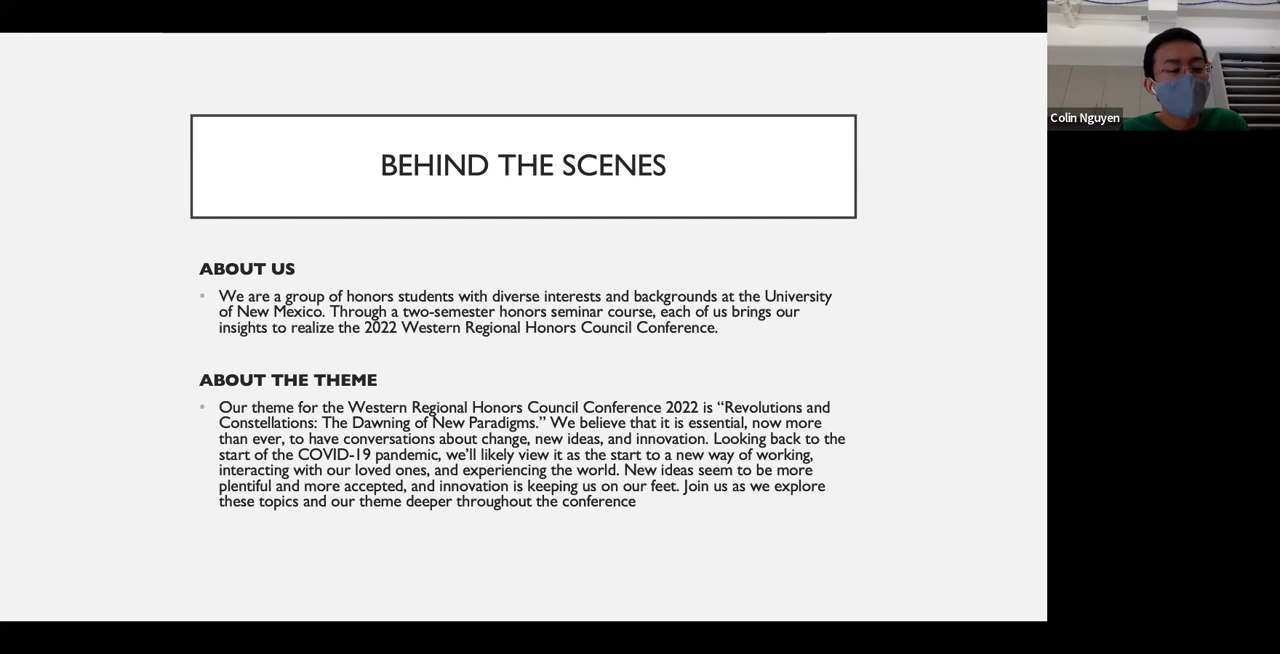 BEHIND THE SCENES
ABOUT US
• We are a group of honors students with diverse interests and backgrounds at the University
of New Mexico. Through a two-semester honors seminar course, each of us brings our
insights to realize the 2022 Western Regional Honors Council Conference.
ABOUT THE THEME
• Our theme for the Western Regional Honors Council Conference 2022 is “Revolutions and
Constellations: The Dawning of New Paradigms.” We believe that it is essential, now more
than ever, to have conversations about change, new ideas, and innovation. Looking back to the
start of the COVID-19 pandemic, we’ll likely view it as the start to a new way of working,
interacting with our loved ones, and experiencing the world. New ideas seem to be more
plentiful and more accepted, and innovation is keeping us on our feet. Join us as we explore
these topics and our theme deeper throughout the conference
Colin Nguyen